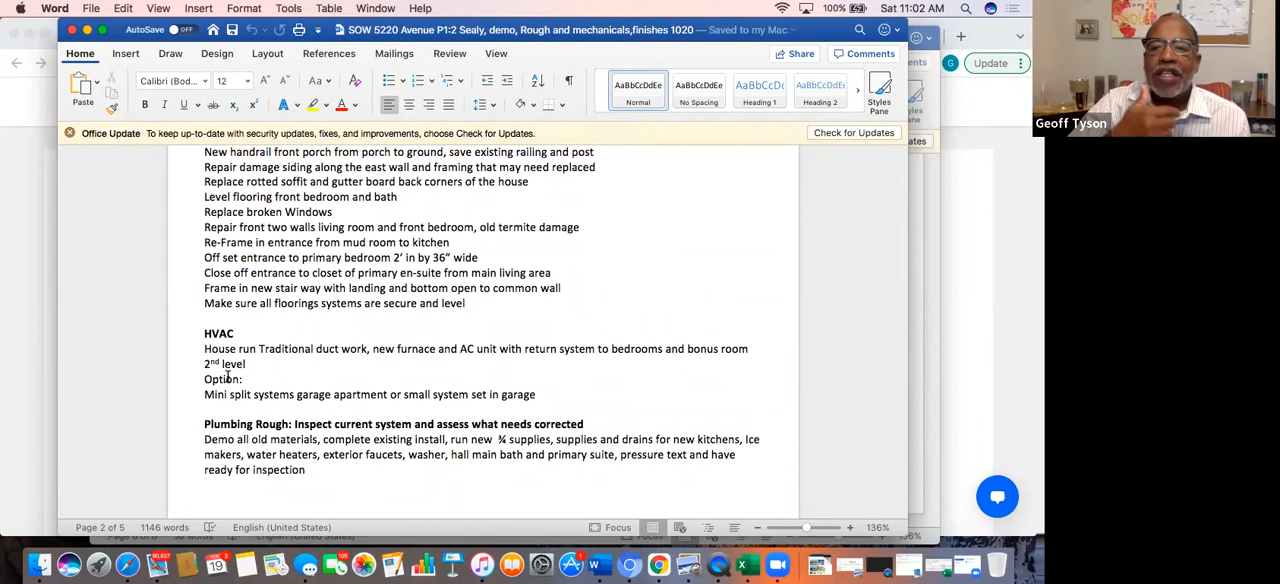 Word File Edit View Insert Format Tools Table Window Help 100% Sat 11:02 AM
AutoSave OFF SOW 5220 Avenue P1:2 Sealy, demo, Rough and mechanicals,finishes 1020 – Saved to my Mac
Home Insert Draw Design Layout References Mailings Review View Share Comments
G Update
Paste Calibri (Bod... 12 AaBbCcDdEe AaBbCcDdEe AaBbCcDc AaBbCcDdEe
Normal No Spacing Heading 1 Heading 2 Styles Pane
Geoff Tyson
Office Update To keep up-to-date with security updates, fixes, and improvements, choose Check for Updates. Check for Updates
New handrail front porch from porch to ground, save existing railing and post
Repair damage siding along the east wall and framing that may need replaced
Replace rotted soffit and gutter board back corners of the house
Level flooring front bedroom and bath
Replace broken Windows
Repair front two walls living room and front bedroom, old termite damage
Re-Frame in entrance from mud room to kitchen
Off set entrance to primary bedroom 2’ in by 36” wide
Close off entrance to closet of primary en-suite from main living area
Frame in new stair way with landing and bottom open to common wall
Make sure all floorings systems are secure and level
HVAC
House run Traditional duct work, new furnace and AC unit with return system to bedrooms and bonus room
2nd level
Option:
Mini split systems garage apartment or small system set in garage
Plumbing Rough: Inspect current system and assess what needs corrected
Demo all old materials, complete existing install, run new ¾ supplies, supplies and drains for new kitchens, Ice
makers, water heaters, exterior faucets, washer, hall main bath and primary suite, pressure text and have
ready for inspection
Page 2 of 5 1146 words English (United States) Focus 136%